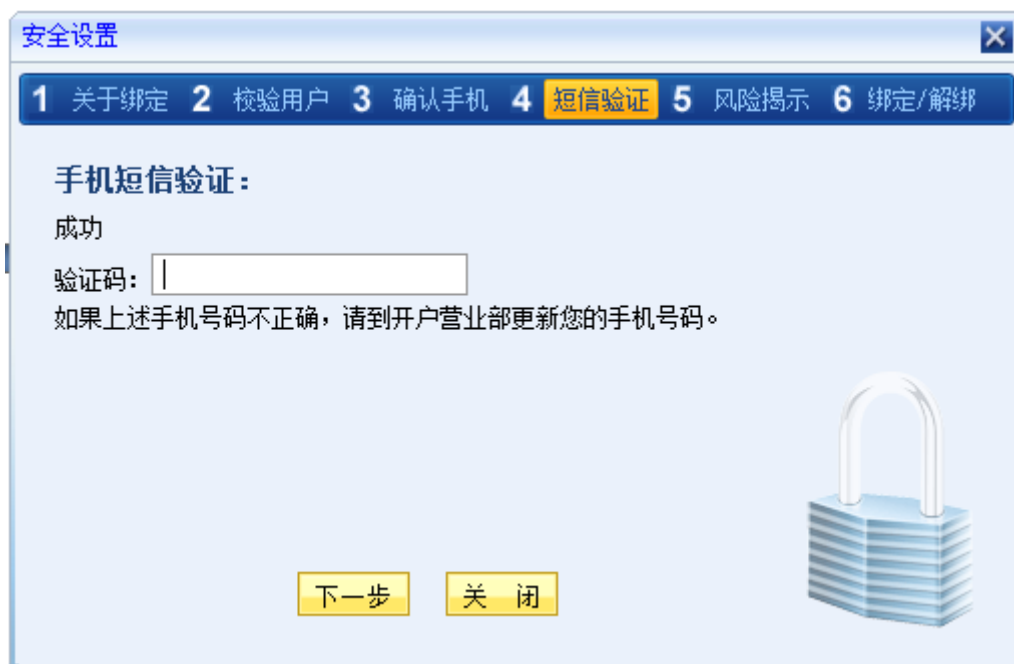 安全设置
1 关于绑定 2 校验用户 3 确认手机 4 短信验证 5 风险揭示 6 绑定/解绑
手机短信验证：
成功
验证码：
如果上述手机号码不正确，请到开户营业部更新您的手机号码。
下一步 关 闭